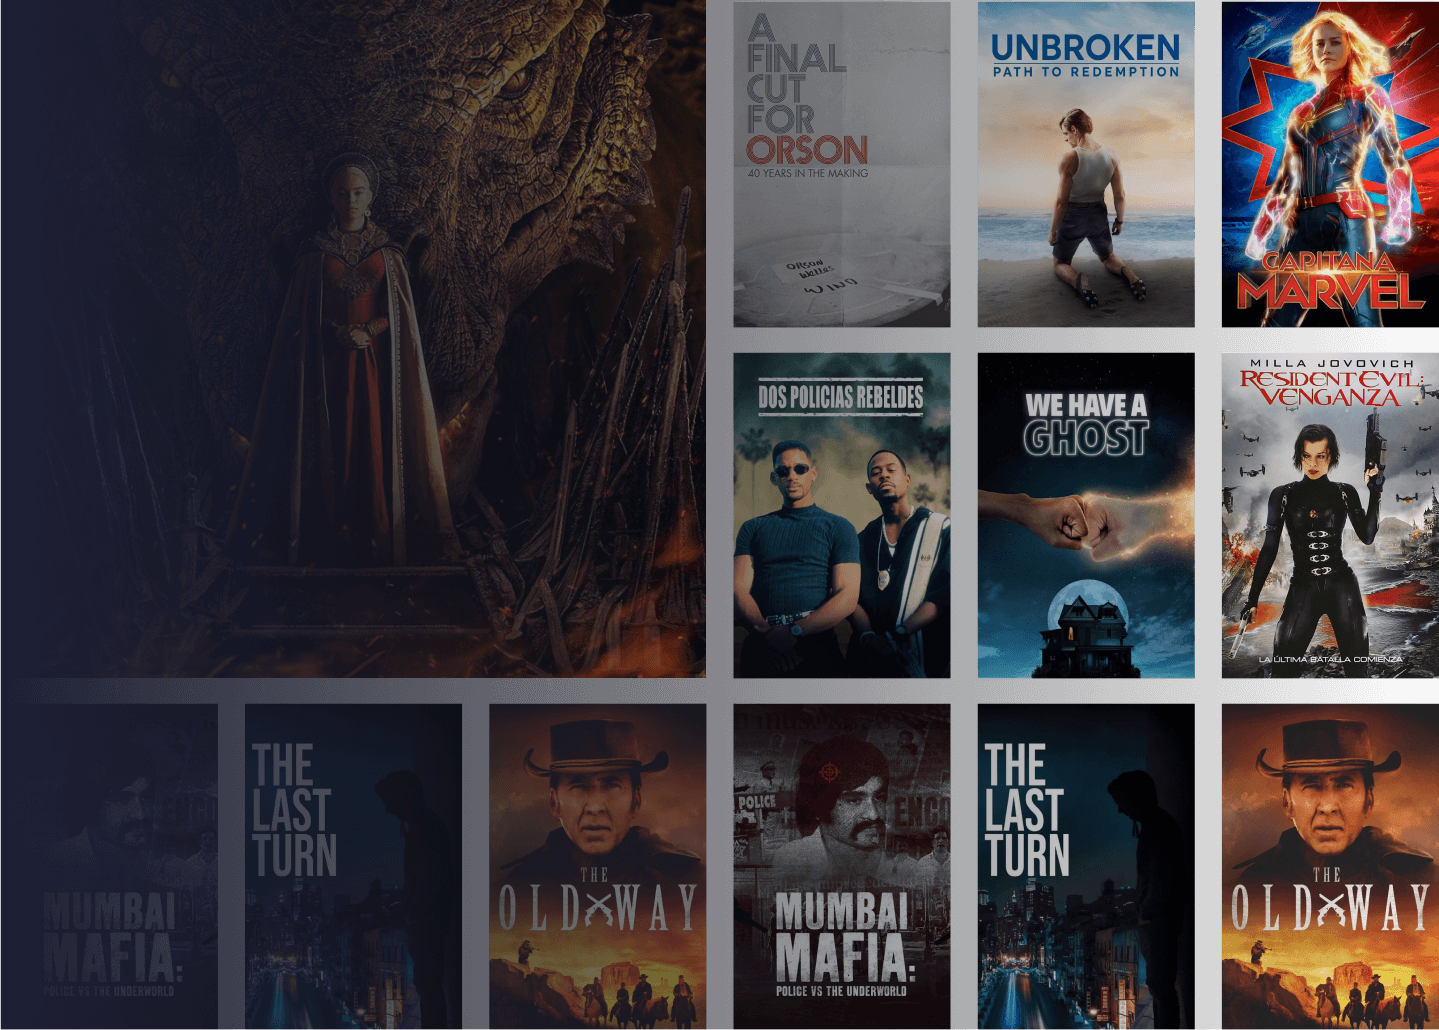 A
FINAL
CUT
FOR
ORSON
40 YEARS IN THE MAKING
ORSON
WELLES
WIND
UNBROKEN
PATH TO REDEMPTION
CAPITANA
MARVEL
DOS POLICIAS REBELDES
WE HAVE A
GHOST
MILLA JOVOVICH
RESIDENT EVIL:
VENGANZA
LA ÚLTIMA BATALLA COMIENZA
MUMBAI
MAFIA:
POLICE VS THE UNDERWORLD
THE
LAST
TURN
THE
OLD WAY
POLICE
MUMBAI
MAFIA:
POLICE VS THE UNDERWORLD
THE
LAST
TURN
THE
OLD WAY